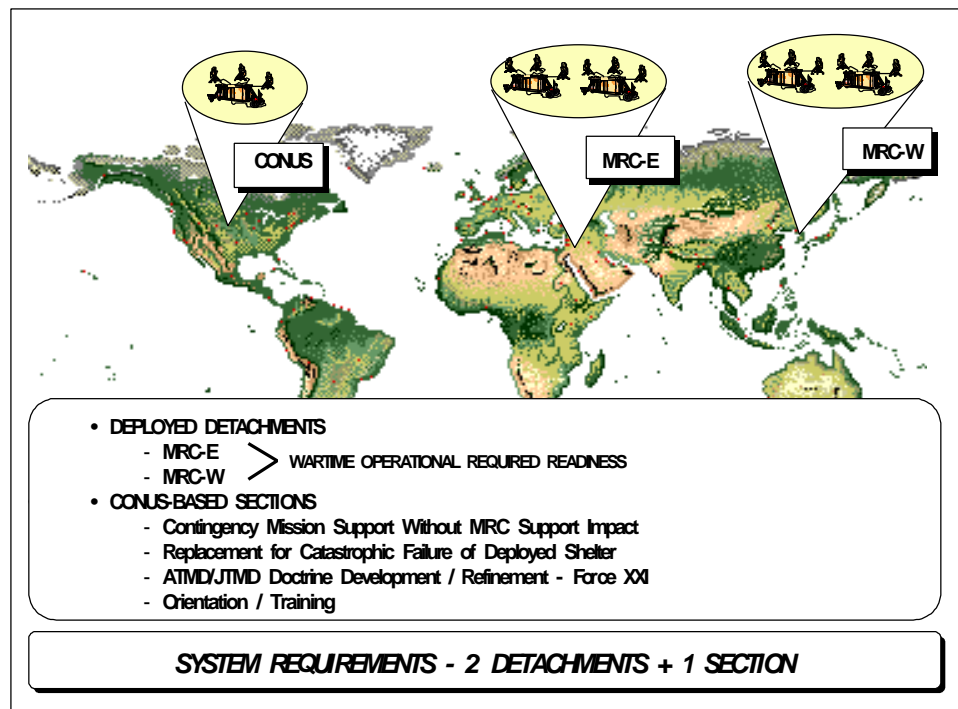 CONUS
MRC-E
MRC-W
• DEPLOYED DETACHMENTS
- MRC-E
- MRC-W
WARTIME OPERATIONAL REQUIRED READINESS
• CONUS-BASED SECTIONS
- Contingency Mission Support Without MRC Support Impact
- Replacement for Catastrophic Failure of Deployed Shelter
- ATMD/JTMD Doctrine Development / Refinement - Force XXI
- Orientation / Training
SYSTEM REQUIREMENTS - 2 DETACHMENTS + 1 SECTION